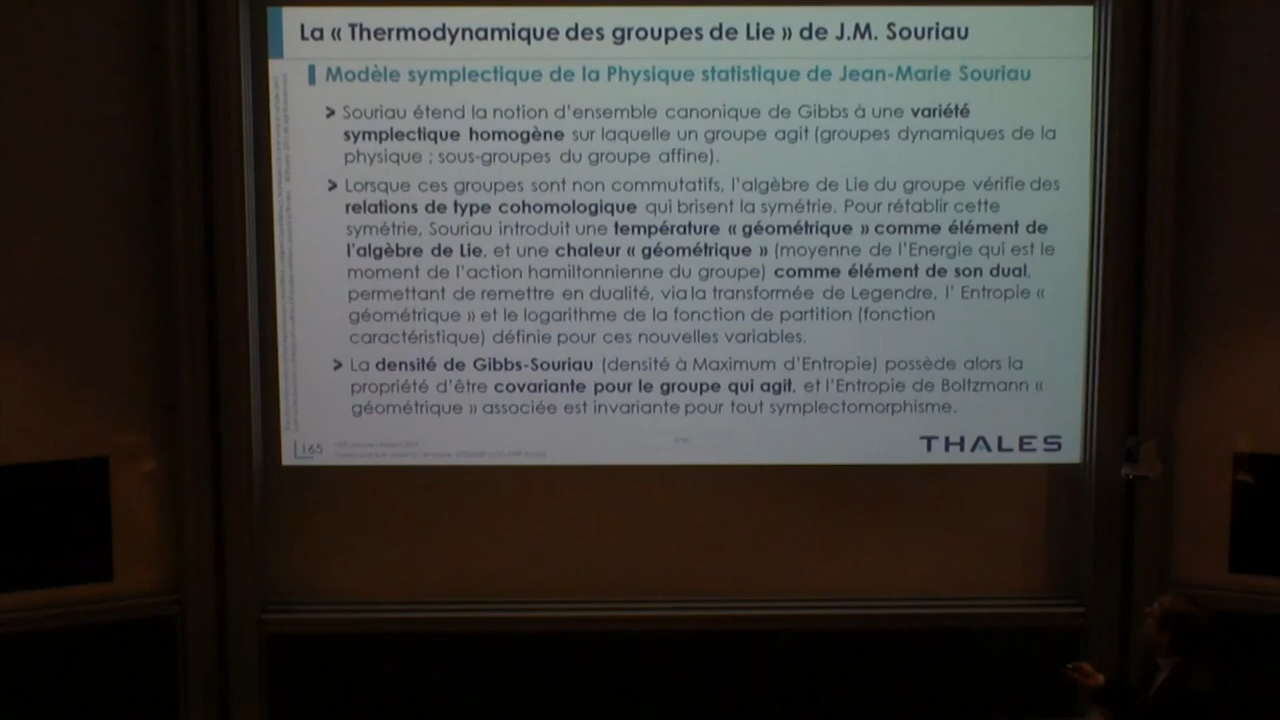 La « Thermodynamique des groupes de Lie » de J.M. Souriau
Modèle symplectique de la Physique statistique de Jean-Marie Souriau
> Souriau étend la notion d'ensemble canonique de Gibbs à une variété
symplectique homogène sur laquelle un groupe agit (groupes dynamiques de la
physique : sous-groupes du groupe affine).
> Lorsque ces groupes sont non commutatifs, l'algèbre de Lie du groupe vérifie des
relations de type cohomologique qui brisent la symétrie. Pour rétablir cette
symétrie, Souriau introduit une température « géométrique » comme élément de
l'algèbre de Lie, et une chaleur « géométrique » (moyenne de l'Energie qui est le
moment de l'action hamiltonnienne du groupe) comme élément de son dual,
permettant de remettre en dualité, via la transformée de Legendre, l' Entropie «
géométrique » et le logarithme de la fonction de partition (fonction
caractéristique) définie pour ces nouvelles variables.
> La densité de Gibbs-Souriau (densité à Maximum d'Entropie) possède alors la
propriété d'être covariante pour le groupe qui agit, et l'Entropie de Boltzmann «
géométrique » associée est invariante pour tout symplectomorphisme.
165
THALES